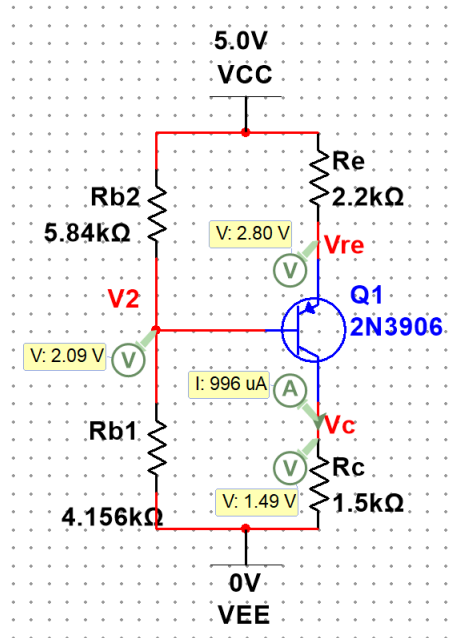 5.0V
VCC
Re
2.2kΩ
Rb2
5.84kΩ
V: 2.80 V
Vre
V
Q1
2N3906
V2
V: 2.09 V
V
I: 996 uA
A
Vc
Rb1
V
Rc
V: 1.49 V
1.5kΩ
4.156kΩ
0V
VEE